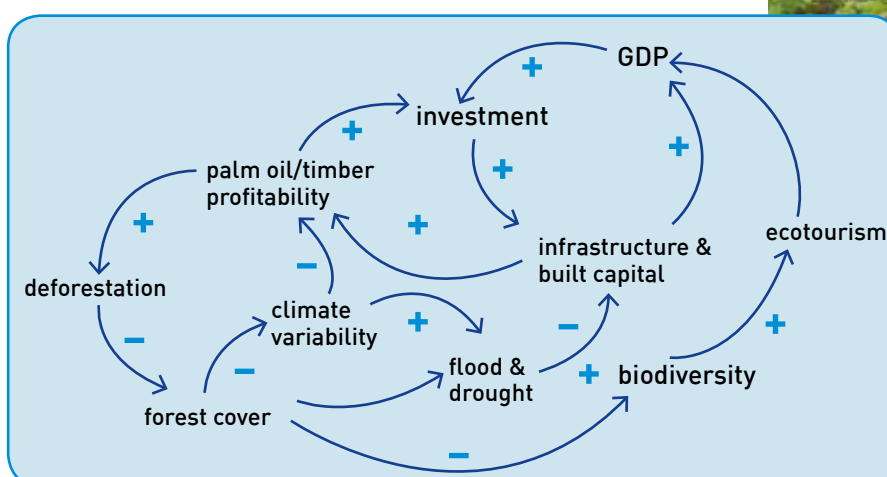 GDP
+
investment
+
+
+
palm oil/timber
profitability
+
+
infrastructure &
built capital
ecotourism
deforestation
−
climate
variability
+
−
+
−
−
flood &
drought
+
biodiversity
forest cover
−